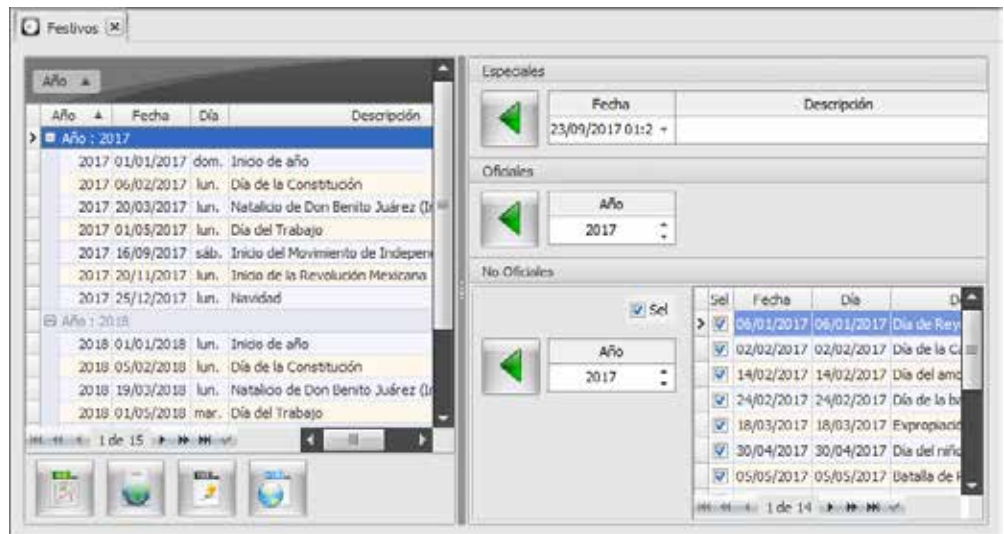 Festivos
Año
Año Fecha Día Descripción
Año : 2017
2017 01/01/2017 dom. Inicio de año
2017 06/02/2017 lun. Día de la Constitución
2017 20/03/2017 lun. Natalicio de Don Benito Juárez
2017 01/05/2017 lun. Día del Trabajo
2017 16/09/2017 sáb. Inicio del Movimiento de Indepen
2017 20/11/2017 lun. Inicio de la Revolución Mexicana
2017 25/12/2017 lun. Navidad
Año : 2018
2018 01/01/2018 lun. Inicio de año
2018 05/02/2018 lun. Día de la Constitución
2018 19/03/2018 lun. Natalicio de Don Benito Juárez
2018 01/05/2018 mar. Día del Trabajo
1 de 15
Especiales
Fecha Descripción
23/09/2017 01:2
Oficiales
Año
2017
No Oficiales
Sel
Año
2017
Sel Fecha Día
06/01/2017 06/01/2017 Día de Rey
02/02/2017 02/02/2017 Día de la Ca
14/02/2017 14/02/2017 Día del amo
24/02/2017 24/02/2017 Día de la
18/03/2017 18/03/2017 Expropiació
30/04/2017 30/04/2017 Día del niñ
05/05/2017 05/05/2017 Batalla de
1 de 14